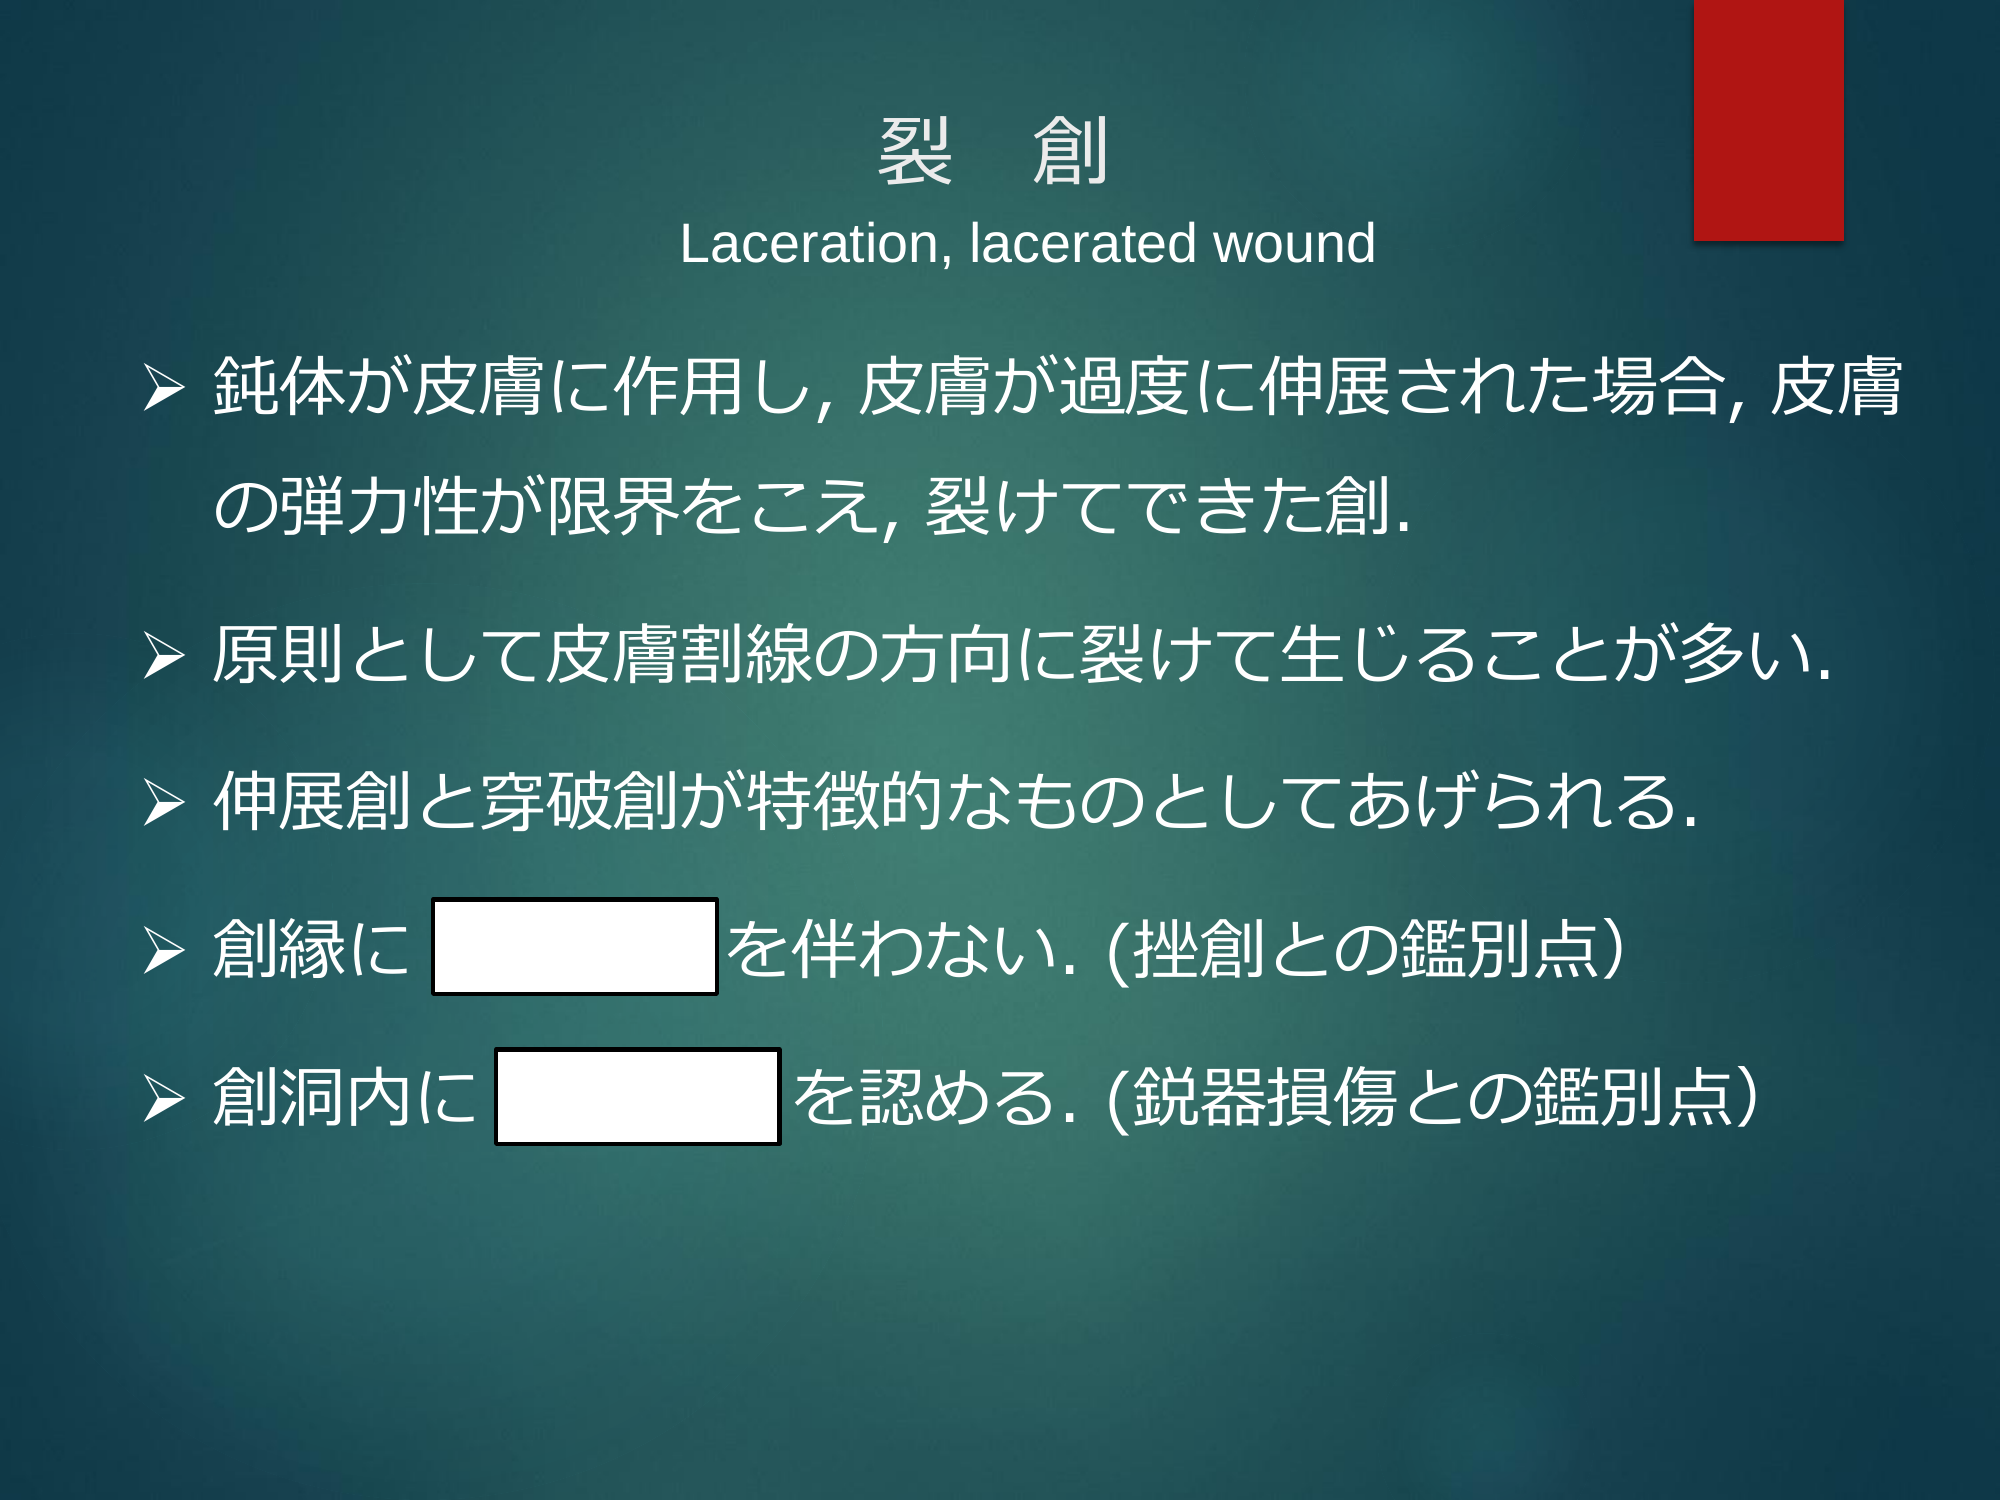 裂　創
Laceration, lacerated wound
➢ 鈍体が皮膚に作用し, 皮膚が過度に伸展された場合, 皮膚
の弾力性が限界をこえ, 裂けてできた創.
➢ 原則として皮膚割線の方向に裂けて生じることが多い.
➢ 伸展創と穿破創が特徴的なものとしてあげられる.
➢ 創縁に を伴わない. (挫創との鑑別点）
➢ 創洞内に を認める. (鋭器損傷との鑑別点）